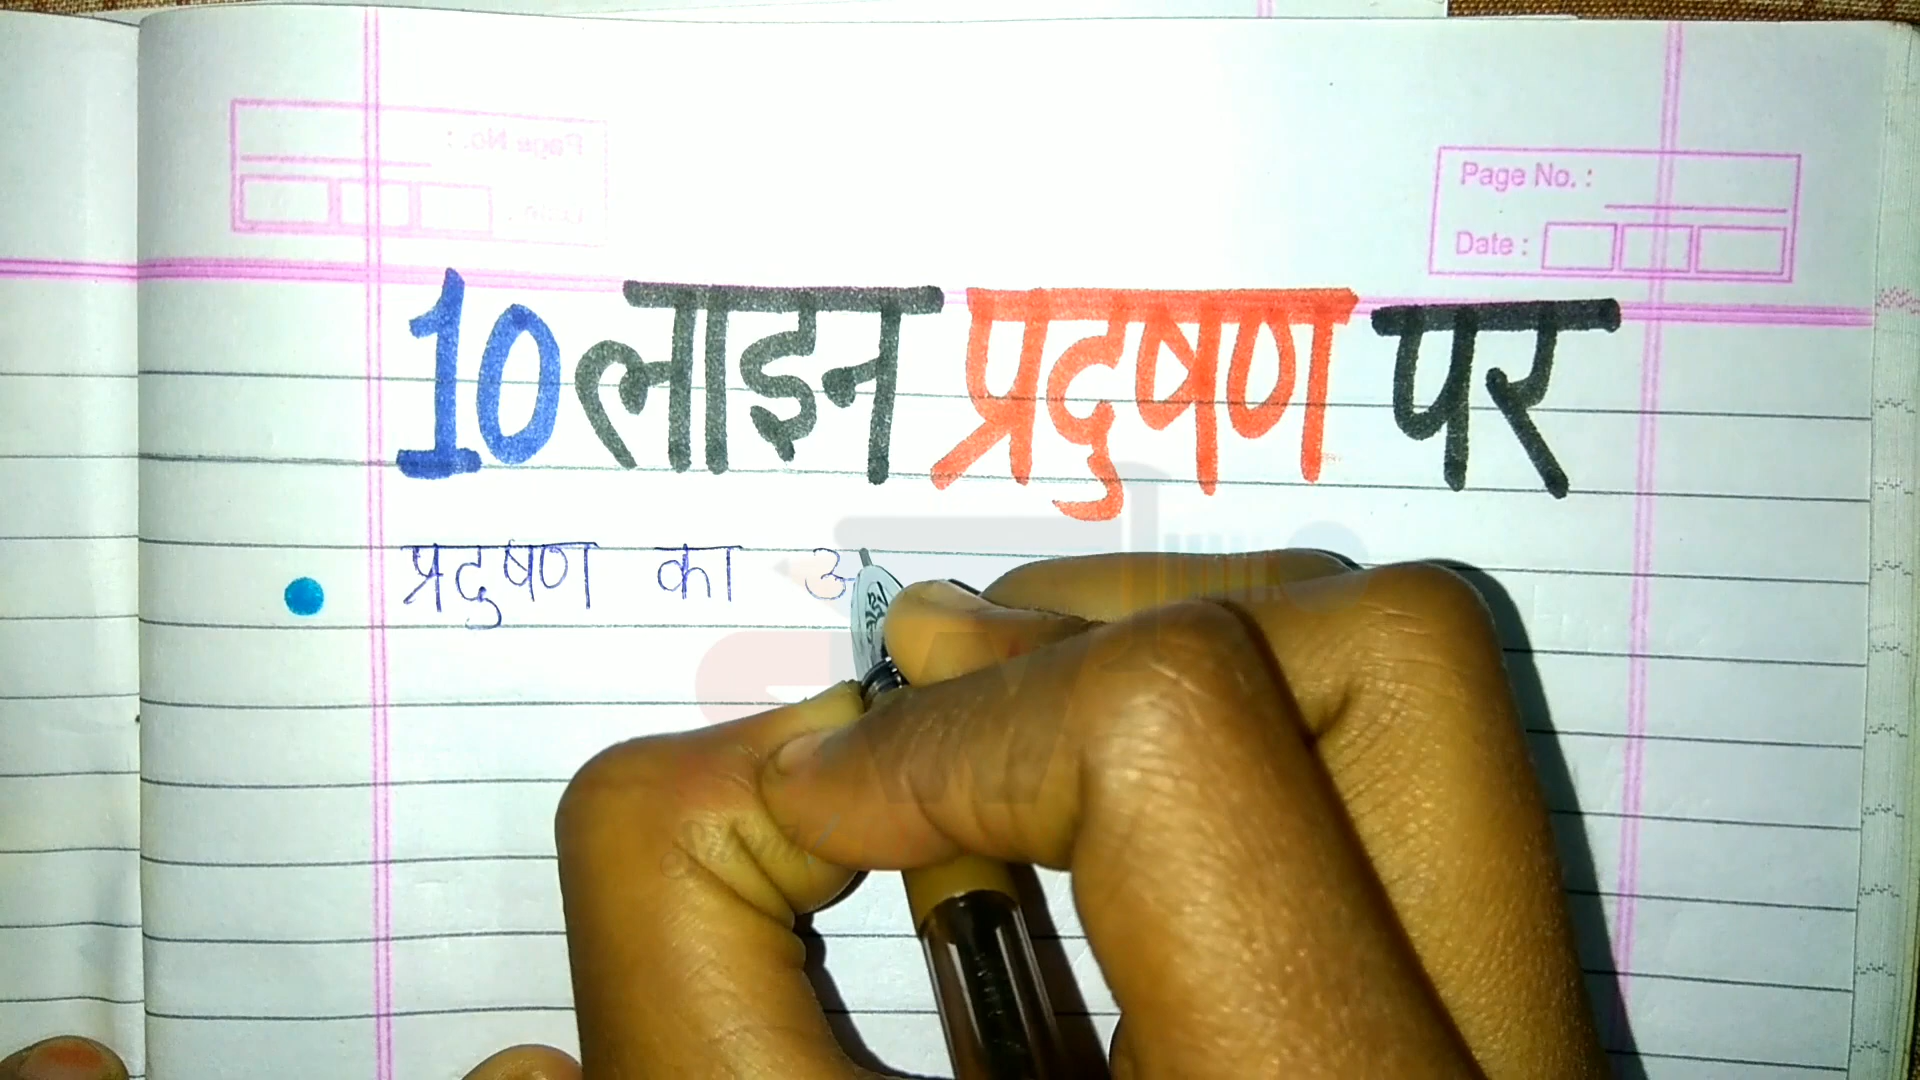 Page No. :
Date :
10 लाइन प्रदुषण पर
प्रदुषण का